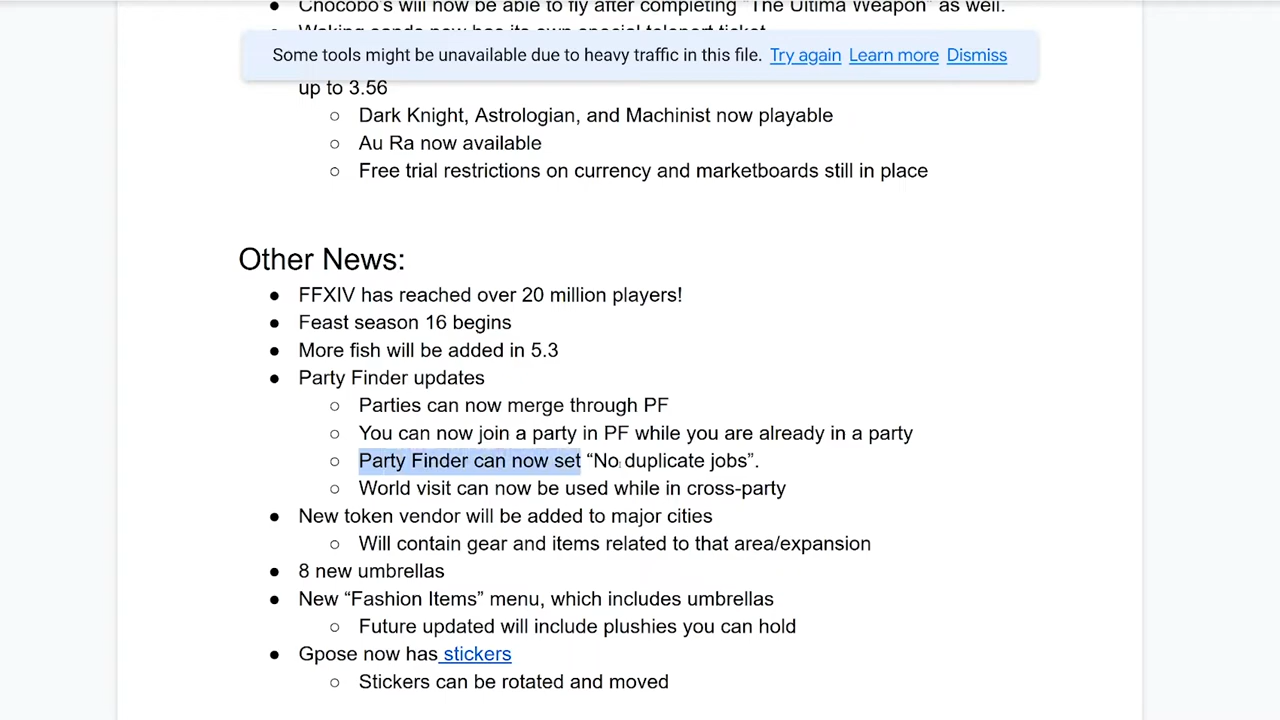 ● Chocobo's will now be able to fly after completing “The Ultima Weapon” as well.
Some tools might be unavailable due to heavy traffic in this file. Try again Learn more Dismiss
up to 3.56
○ Dark Knight, Astrologian, and Machinist now playable
○ Au Ra now available
○ Free trial restrictions on currency and marketboards still in place
Other News:
● FFXIV has reached over 20 million players!
● Feast season 16 begins
● More fish will be added in 5.3
● Party Finder updates
○ Parties can now merge through PF
○ You can now join a party in PF while you are already in a party
○ Party Finder can now set “No duplicate jobs”.
○ World visit can now be used while in cross-party
● New token vendor will be added to major cities
○ Will contain gear and items related to that area/expansion
● 8 new umbrellas
● New “Fashion Items” menu, which includes umbrellas
○ Future updated will include plushies you can hold
● Gpose now has stickers
○ Stickers can be rotated and moved